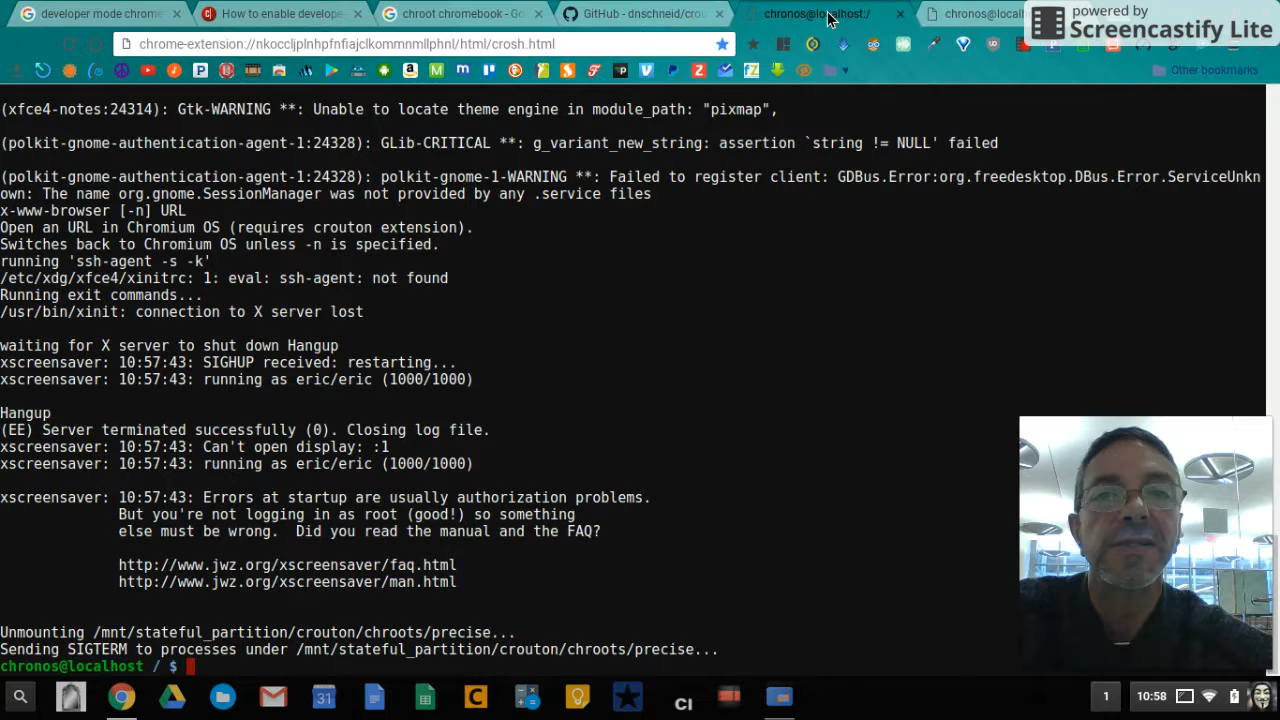 developer mode chrome
How to enable develope
chroot chromebook - Go
GitHub - dnschneid/crou
chronos@localhost:/
chronos@local
powered by
Screencastify Lite
chrome-extension://nkoccljplnhpfnfiajclkommnmllphnl/html/crosh.html
Other bookmarks
(xfce4-notes:24314): Gtk-WARNING **: Unable to locate theme engine in module_path: "pixmap",
(polkit-gnome-authentication-agent-1:24328): GLib-CRITICAL **: g_variant_new_string: assertion `string != NULL' failed
(polkit-gnome-authentication-agent-1:24328): polkit-gnome-1-WARNING **: Failed to register client: GDBus.Error:org.freedesktop.DBus.Error.ServiceUnkn
own: The name org.gnome.SessionManager was not provided by any .service files
x-www-browser [-n] URL
Open an URL in Chromium OS (requires crouton extension).
Switches back to Chromium OS unless -n is specified.
running 'ssh-agent -s -k'
/etc/xdg/xfce4/xinitrc: 1: eval: ssh-agent: not found
Running exit commands...
/usr/bin/xinit: connection to X server lost
waiting for X server to shut down Hangup
xscreensaver: 10:57:43: SIGHUP received: restarting...
xscreensaver: 10:57:43: running as eric/eric (1000/1000)
Hangup
(EE) Server terminated successfully (0). Closing log file.
xscreensaver: 10:57:43: Can't open display: :1
xscreensaver: 10:57:43: running as eric/eric (1000/1000)
xscreensaver: 10:57:43: Errors at startup are usually authorization problems.
But you're not logging in as root (good!) so something
else must be wrong.  Did you read the manual and the FAQ?
http://www.jwz.org/xscreensaver/faq.html
http://www.jwz.org/xscreensaver/man.html
Unmounting /mnt/stateful_partition/crouton/chroots/precise...
Sending SIGTERM to processes under /mnt/stateful_partition/crouton/chroots/precise...
chronos@localhost / $
31
C
CI
1
10:58